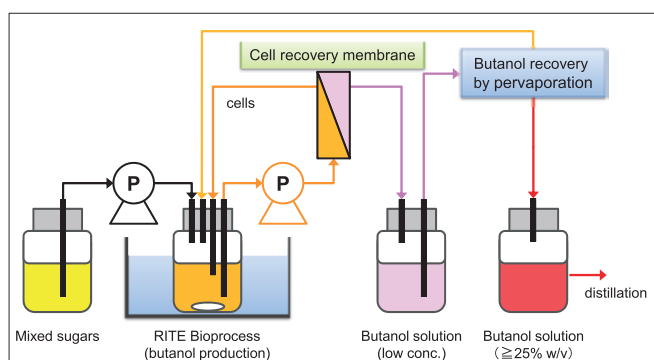 Cell recovery membrane
Butanol recovery
by pervaporation
cells
P
P
distillation
Mixed sugars
RITE Bioprocess
(butanol production)
Butanol solution
(low conc.)
Butanol solution
(≧25% w/v)